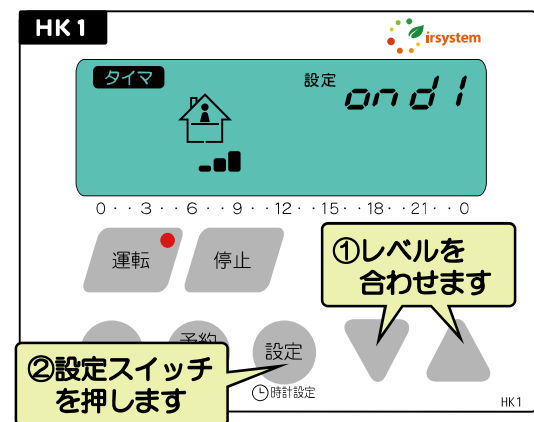 HK1
irsystem
タイマ
設定
ond1
0・・3・・6・・9・・12・・15・・18・・21・・0
運転
停止
①レベルを
合わせます
予約
設定
②設定スイッチ
を押します
時計設定
HK1